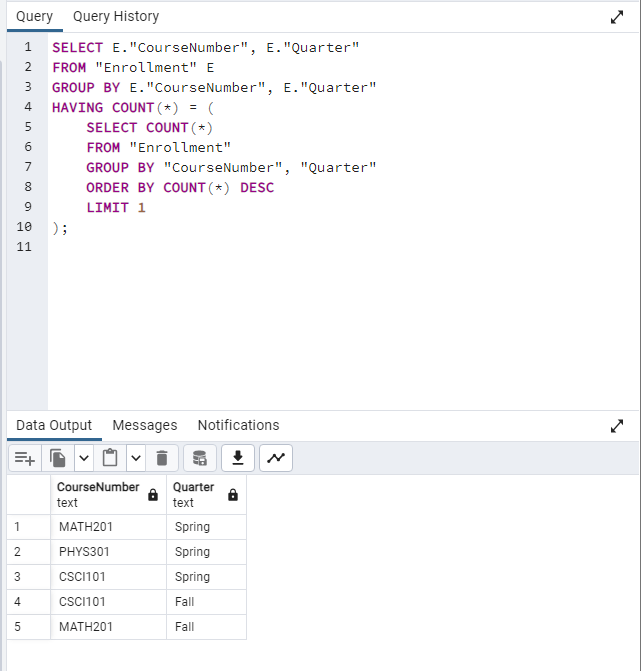 Query Query History
1 SELECT E."CourseNumber", E."Quarter"
2 FROM "Enrollment" E
3 GROUP BY E."CourseNumber", E."Quarter"
4 HAVING COUNT(*) = (
5 SELECT COUNT(*)
6 FROM "Enrollment"
7 GROUP BY "CourseNumber", "Quarter"
8 ORDER BY COUNT(*) DESC
9 LIMIT 1
10 );
11
Data Output Messages Notifications
CourseNumber Quarter
text text
1 MATH201 Spring
2 PHYS301 Spring
3 CSCI101 Spring
4 CSCI101 Fall
5 MATH201 Fall